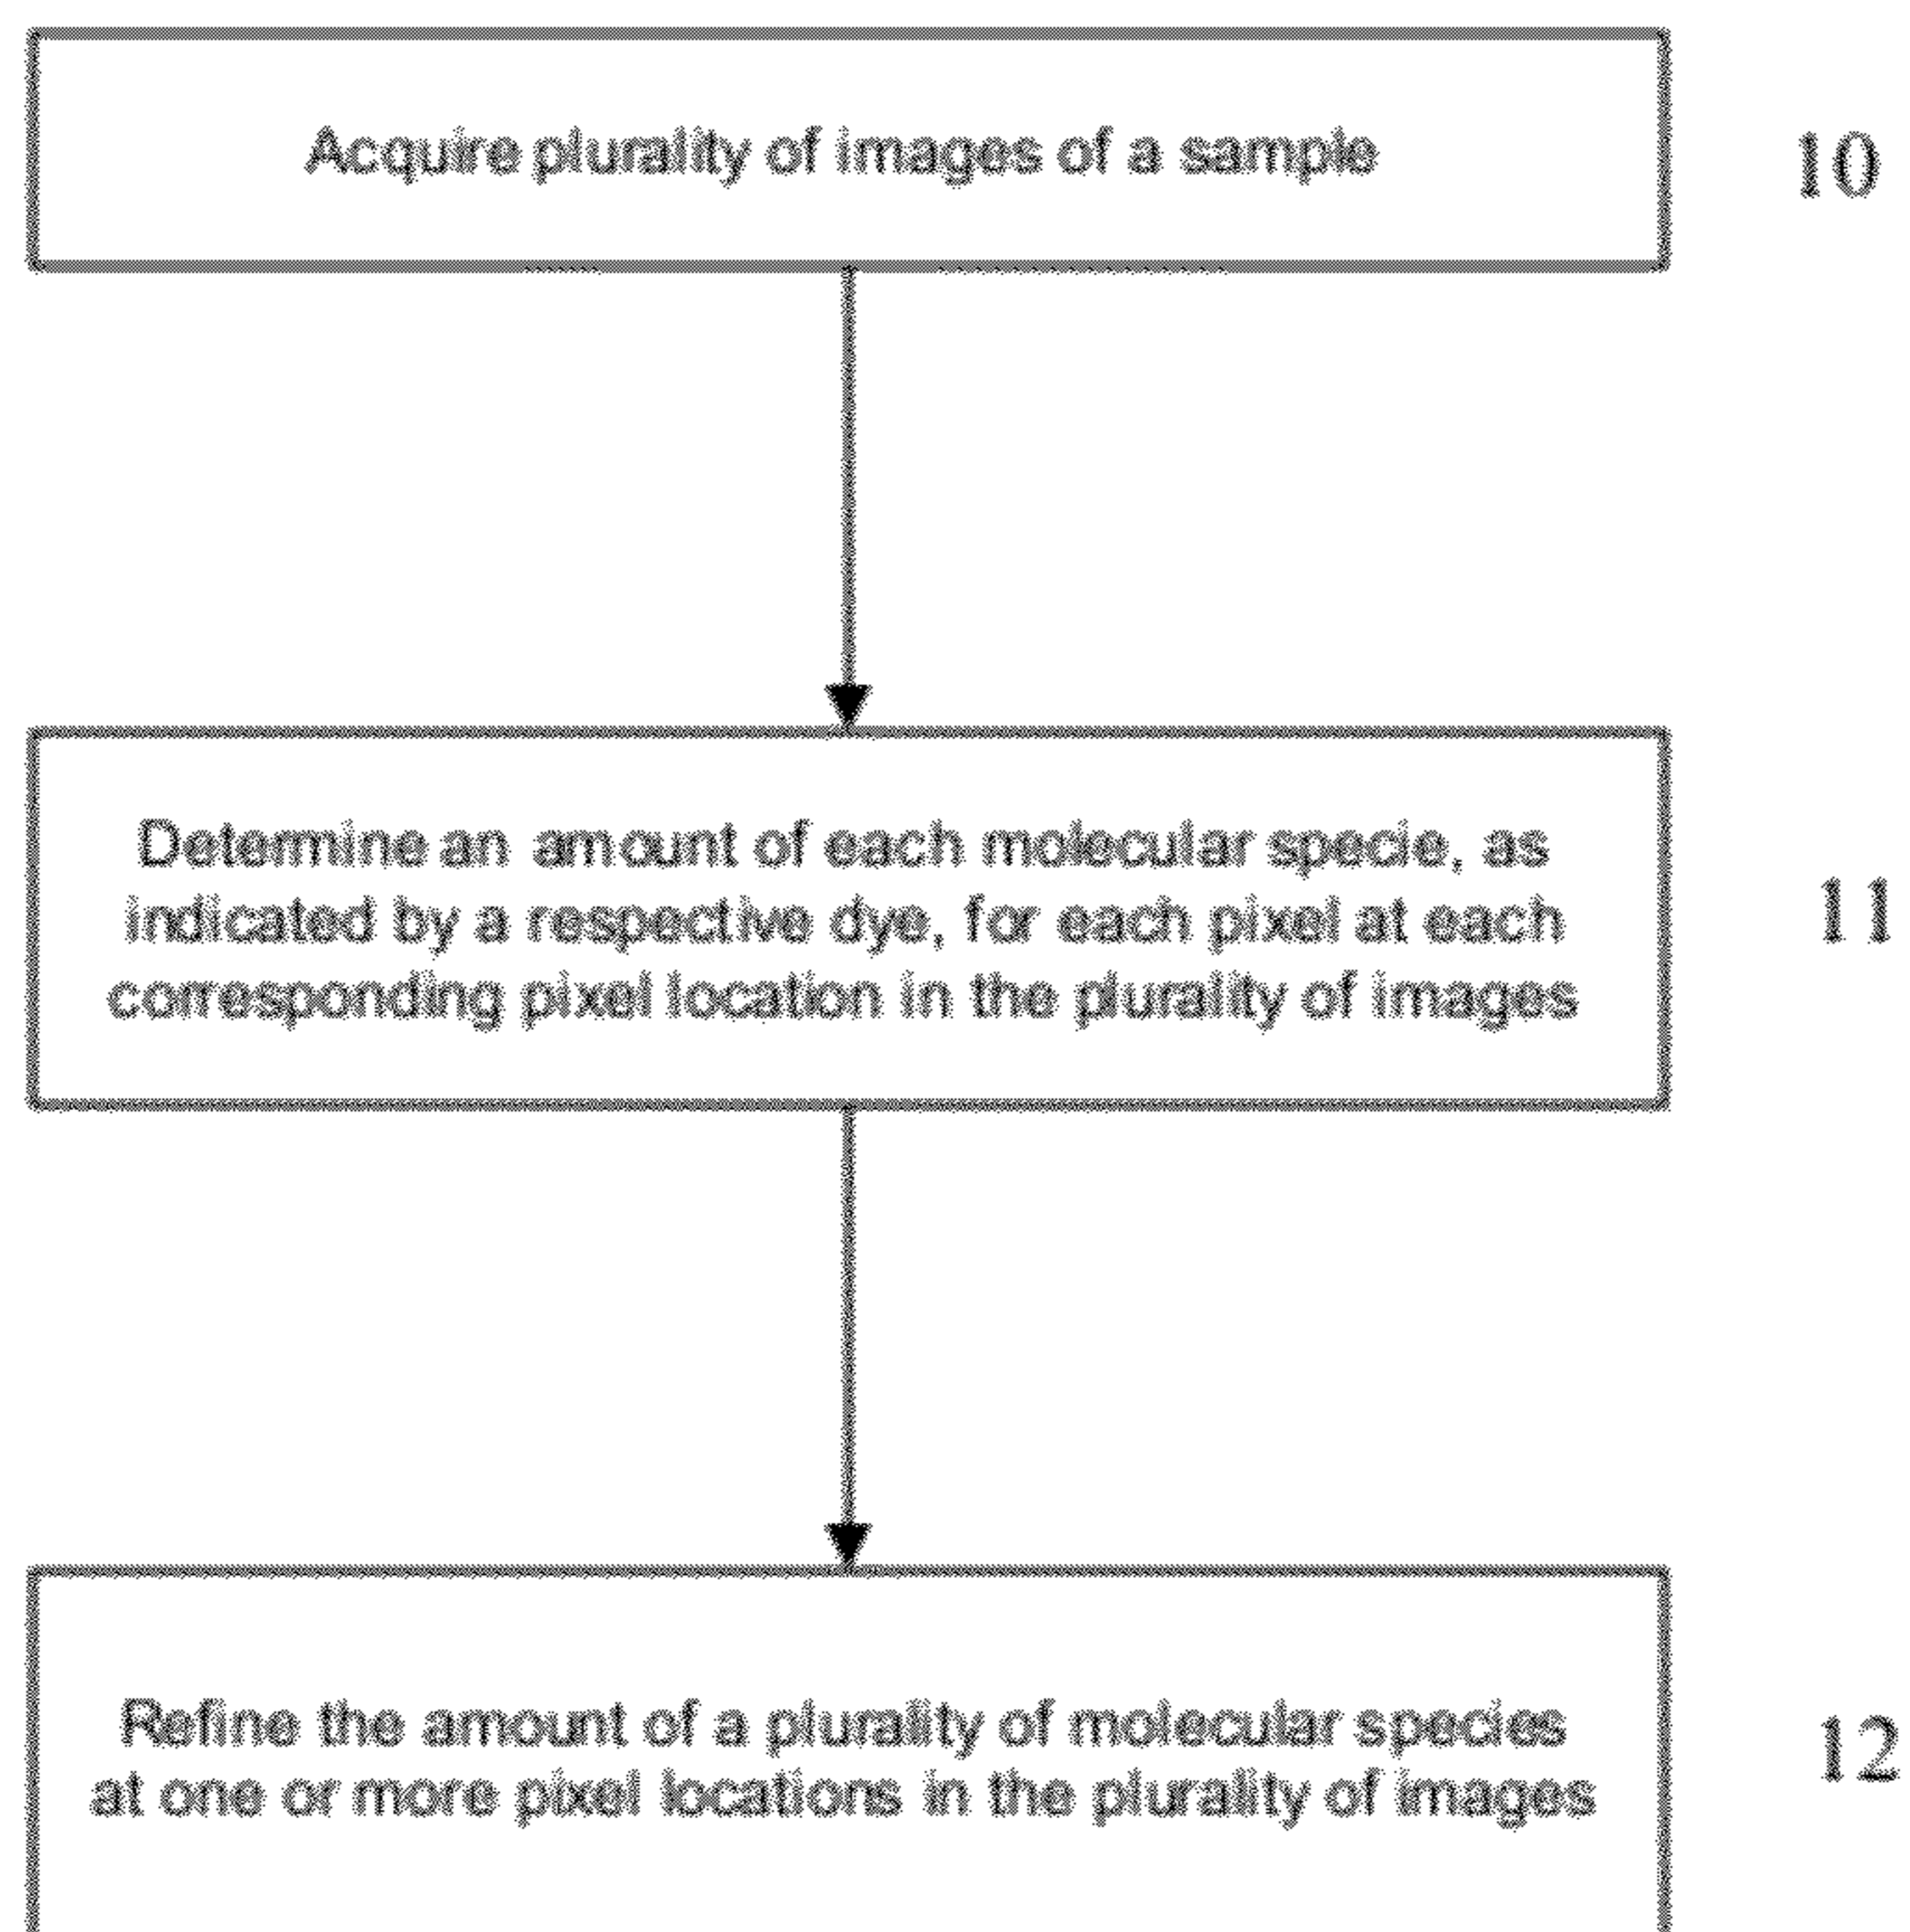 Acquire plurality of images of a sample
10
Determine an amount of each molecular specie, as
indicated by a respective dye, for each pixel at each
corresponding pixel location in the plurality of images
11
Refine the amount of a plurality of molecular species
at one or more pixel locations in the plurality of images
12